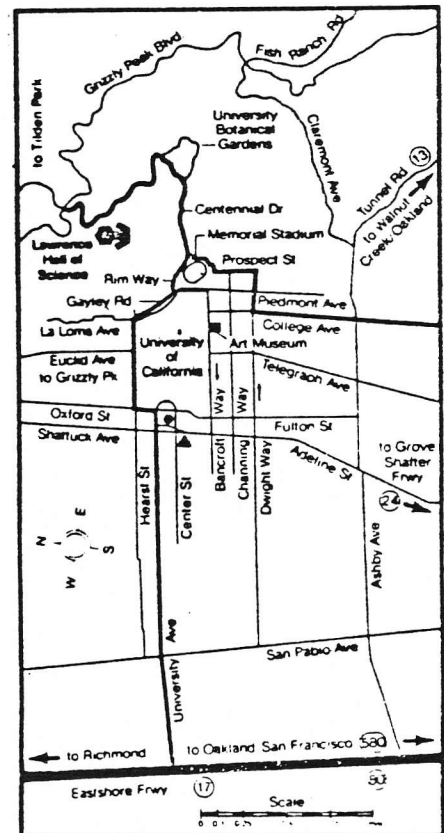 Grizzly Peak Blvd.
Fish Ranch Rd
to Tilden Park
University
Botanical
Gardens
Claremont Ave
13
Tunnel Rd
to Walnut
Creek/Oakland
Centennial Dr
Lawrence
Hall of
Science
Memorial Stadium
Prospect St
Rim Way
Gayley Rd
Piedmont Ave
La Loma Ave
College Ave
University
of
California
Art Museum
Euclid Ave
to Grizzly Pk
Telegraph Ave
Oxford St
Fulton St
Shattuck Ave
Adeline St
to Grove
Shafter
Frwy
24
Hearst St
Center St
Bancroft Way
Channing Way
Dwight Way
Ashby Ave
N
E
W
S
University Ave
San Pablo Ave
to Richmond
to Oakland San Francisco 580
Eastshore Frwy
17
80
Scale